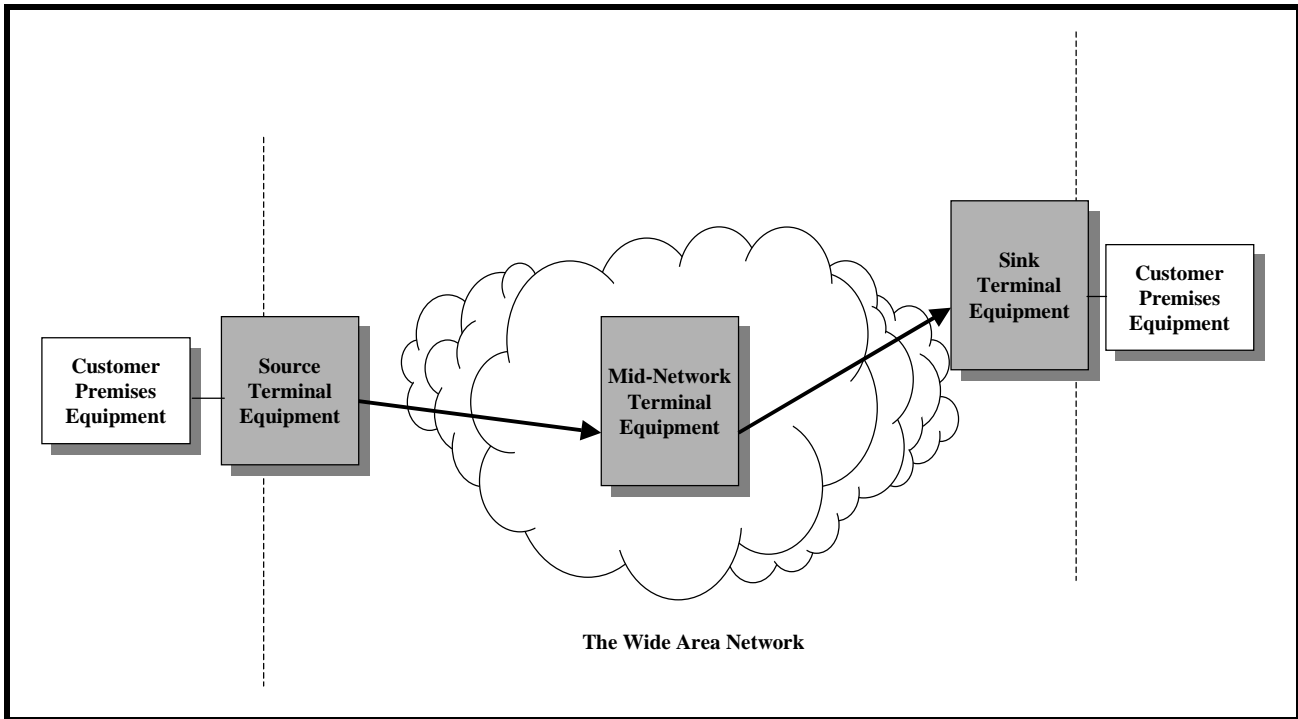 Customer
Premises
Equipment
Source
Terminal
Equipment
Mid-Network
Terminal
Equipment
Sink
Terminal
Equipment
Customer
Premises
Equipment
The Wide Area Network